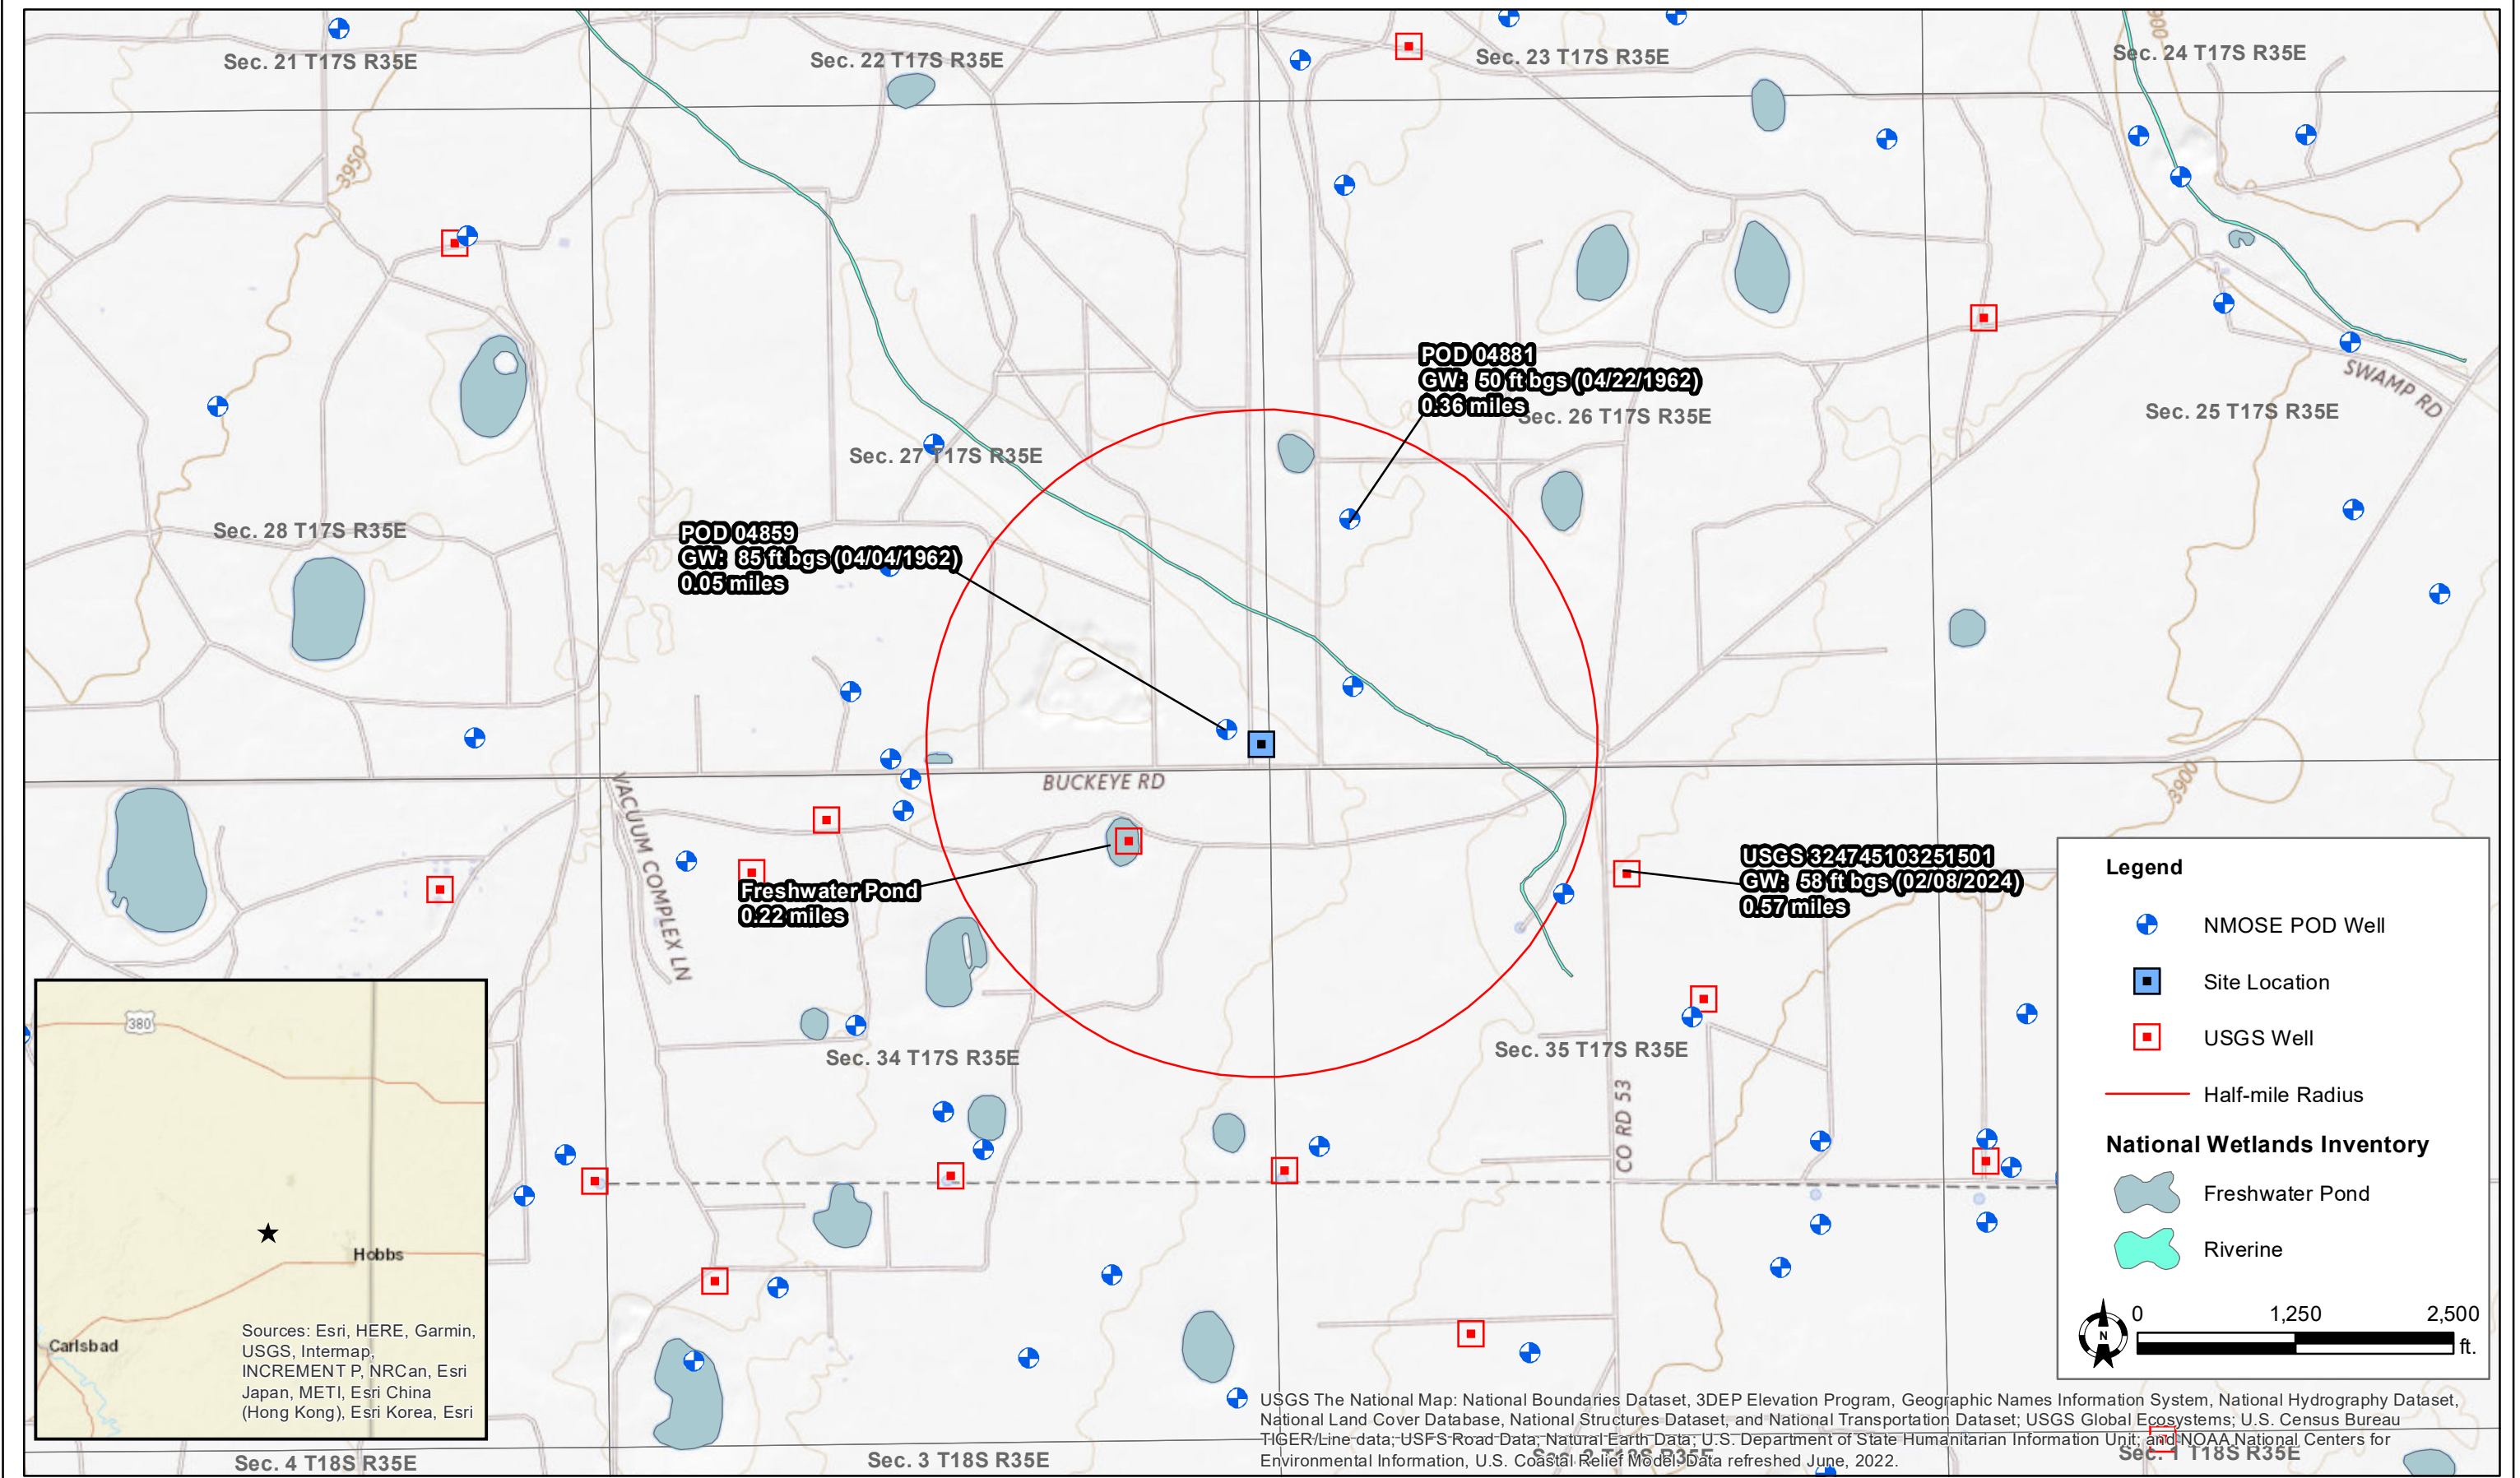 Sec. 21 T17S R35E
Sec. 22 T17S R35E
Sec. 23 T17S R35E
Sec. 24 T17S R35E
3950
POD 04881
GW: 50 ft bgs (04/22/1962)
0.36 miles
Sec. 26 T17S R35E
Sec. 25 T17S R35E
SWAMP RD
Sec. 27 T17S R35E
Sec. 28 T17S R35E
POD 04859
GW: 85 ft bgs (04/04/1962)
0.05 miles
BUCKEYE RD
3900
VACUUM COMPLEX LN
Freshwater Pond
0.22 miles
USGS 324745103251501
GW: 58 ft bgs (02/08/2024)
0.57 miles
Sec. 34 T17S R35E
Sec. 35 T17S R35E
CO RD 53
380
Hobbs
Carlsbad
Sources: Esri, HERE, Garmin,
USGS, Intermap,
INCREMENT P, NRCan, Esri
Japan, METI, Esri China
(Hong Kong), Esri Korea, Esri
Legend
NMOSE POD Well
Site Location
USGS Well
Half-mile Radius
National Wetlands Inventory
Freshwater Pond
Riverine
N
0 1,250 2,500
ft.
USGS The National Map: National Boundaries Dataset, 3DEP Elevation Program, Geographic Names Information System, National Hydrography Dataset,
National Land Cover Database, National Structures Dataset, and National Transportation Dataset; USGS Global Ecosystems; U.S. Census Bureau
TIGER/Line data; USFS Road Data; Natural Earth Data; U.S. Department of State Humanitarian Information Unit; and NOAA National Centers for
Environmental Information, U.S. Coastal Relief Model. Data refreshed June, 2022.
Sec. 4 T18S R35E
Sec. 3 T18S R35E
Sec. 2 T18S R35E
Sec. 1 T18S R35E